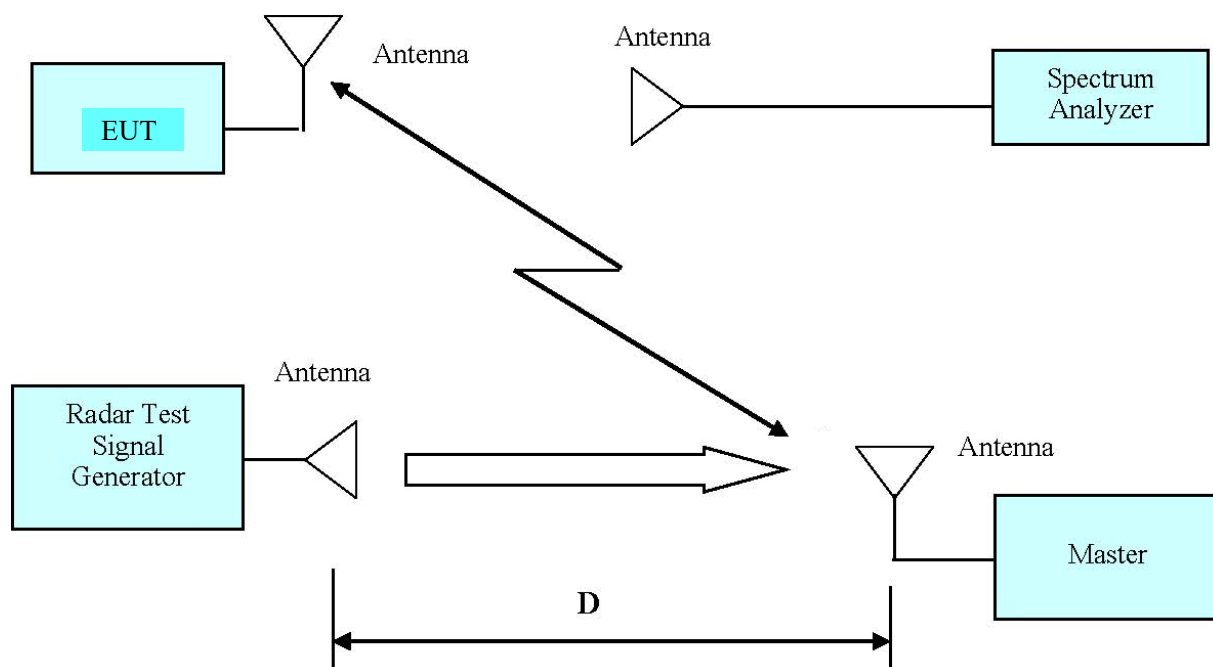 Antenna
Antenna
EUT
Spectrum
Analyzer
Antenna
Radar Test
Signal
Generator
Antenna
Master
D